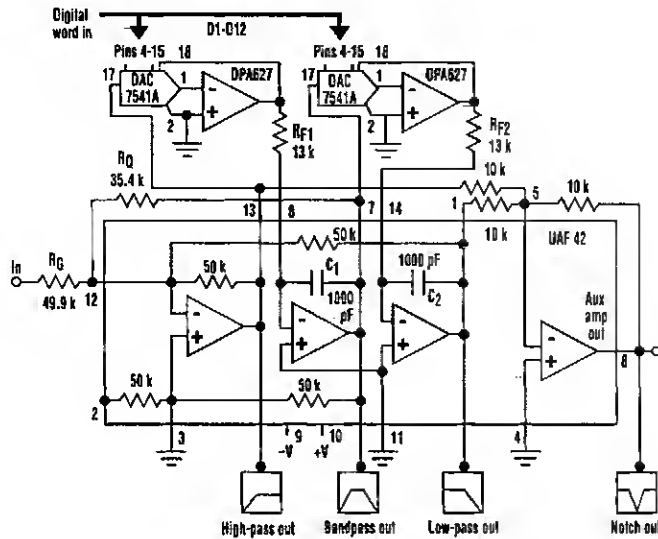 Digital
word in
D1-D12
Pins 4-15 18
Pins 4-15 18
17 DAC 7541A 1 2
OPA627
17 DAC 7541A 1 2
OPA627
RF1
13 k
RF2
13 k
RQ
35.4 k
10 k
13 8 7 14 1 5
10 k
10 k
UAF 42
50 k
In
RG
49.9 k
12
50 k
C1
1000
pF
1000 pF
C2
Aux
amp
out
8
50 k
50 k
2 3 9 10 11 4
-V +V
High-pass out
Bandpass out
Low-pass out
Notch out